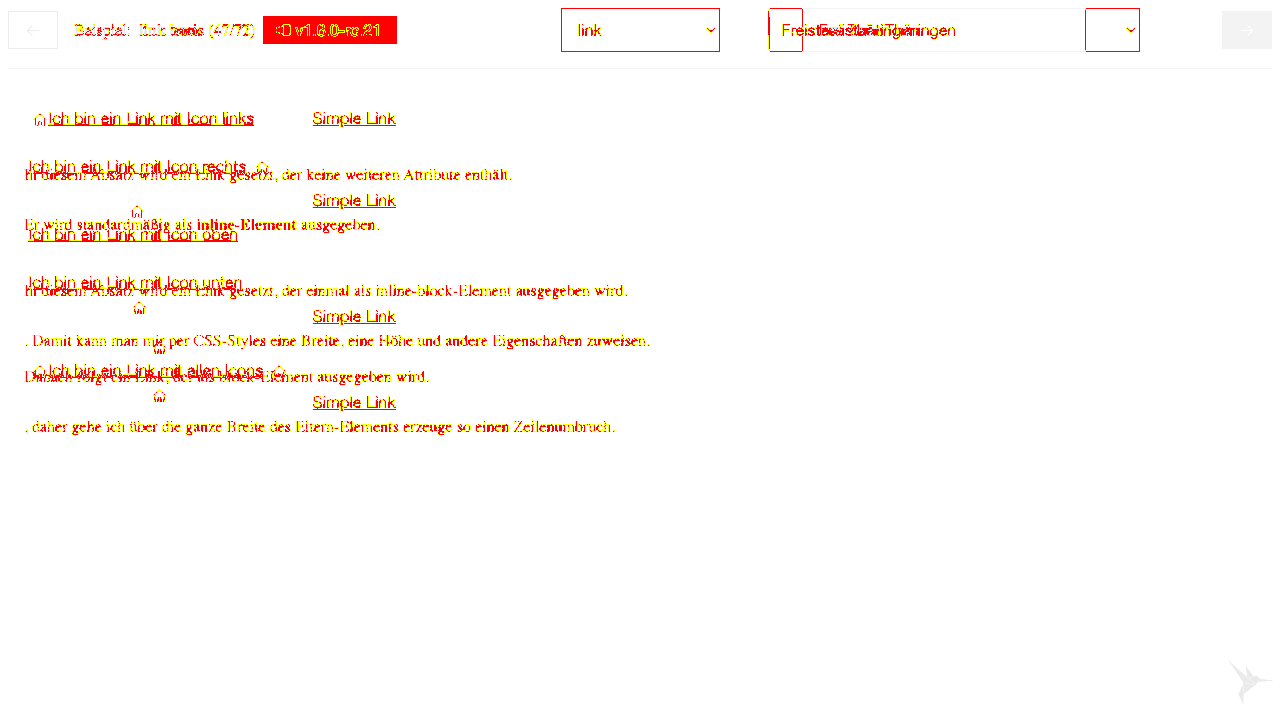 Beispiel: link
v1.6.0-rc.21
link
Freistaat Thüringen
Ich bin ein Link mit Icon links Simple Link
Ich bin ein Link mit Icon rechts
In diesem Absatz wird ein Link gesetzt, der keine weiteren Attribute enthält.
Simple Link
Er wird standardmäßig als inline-Element ausgegeben.
Ich bin ein Link mit Icon oben
Ich bin ein Link mit Icon unten
In diesem Absatz wird ein Link gesetzt, der einmal als inline-block-Element ausgegeben wird.
Simple Link
. Damit kann man mir per CSS-Styles eine Breite, eine Höhe und andere Eigenschaften zuweisen.
Ich bin ein Link mit allen Icons
Danach folgt ein Link, der als block-Element ausgegeben wird.
Simple Link
. daher gehe ich über die ganze Breite des Eltern-Elements erzeuge so einen Zeilenumbruch.